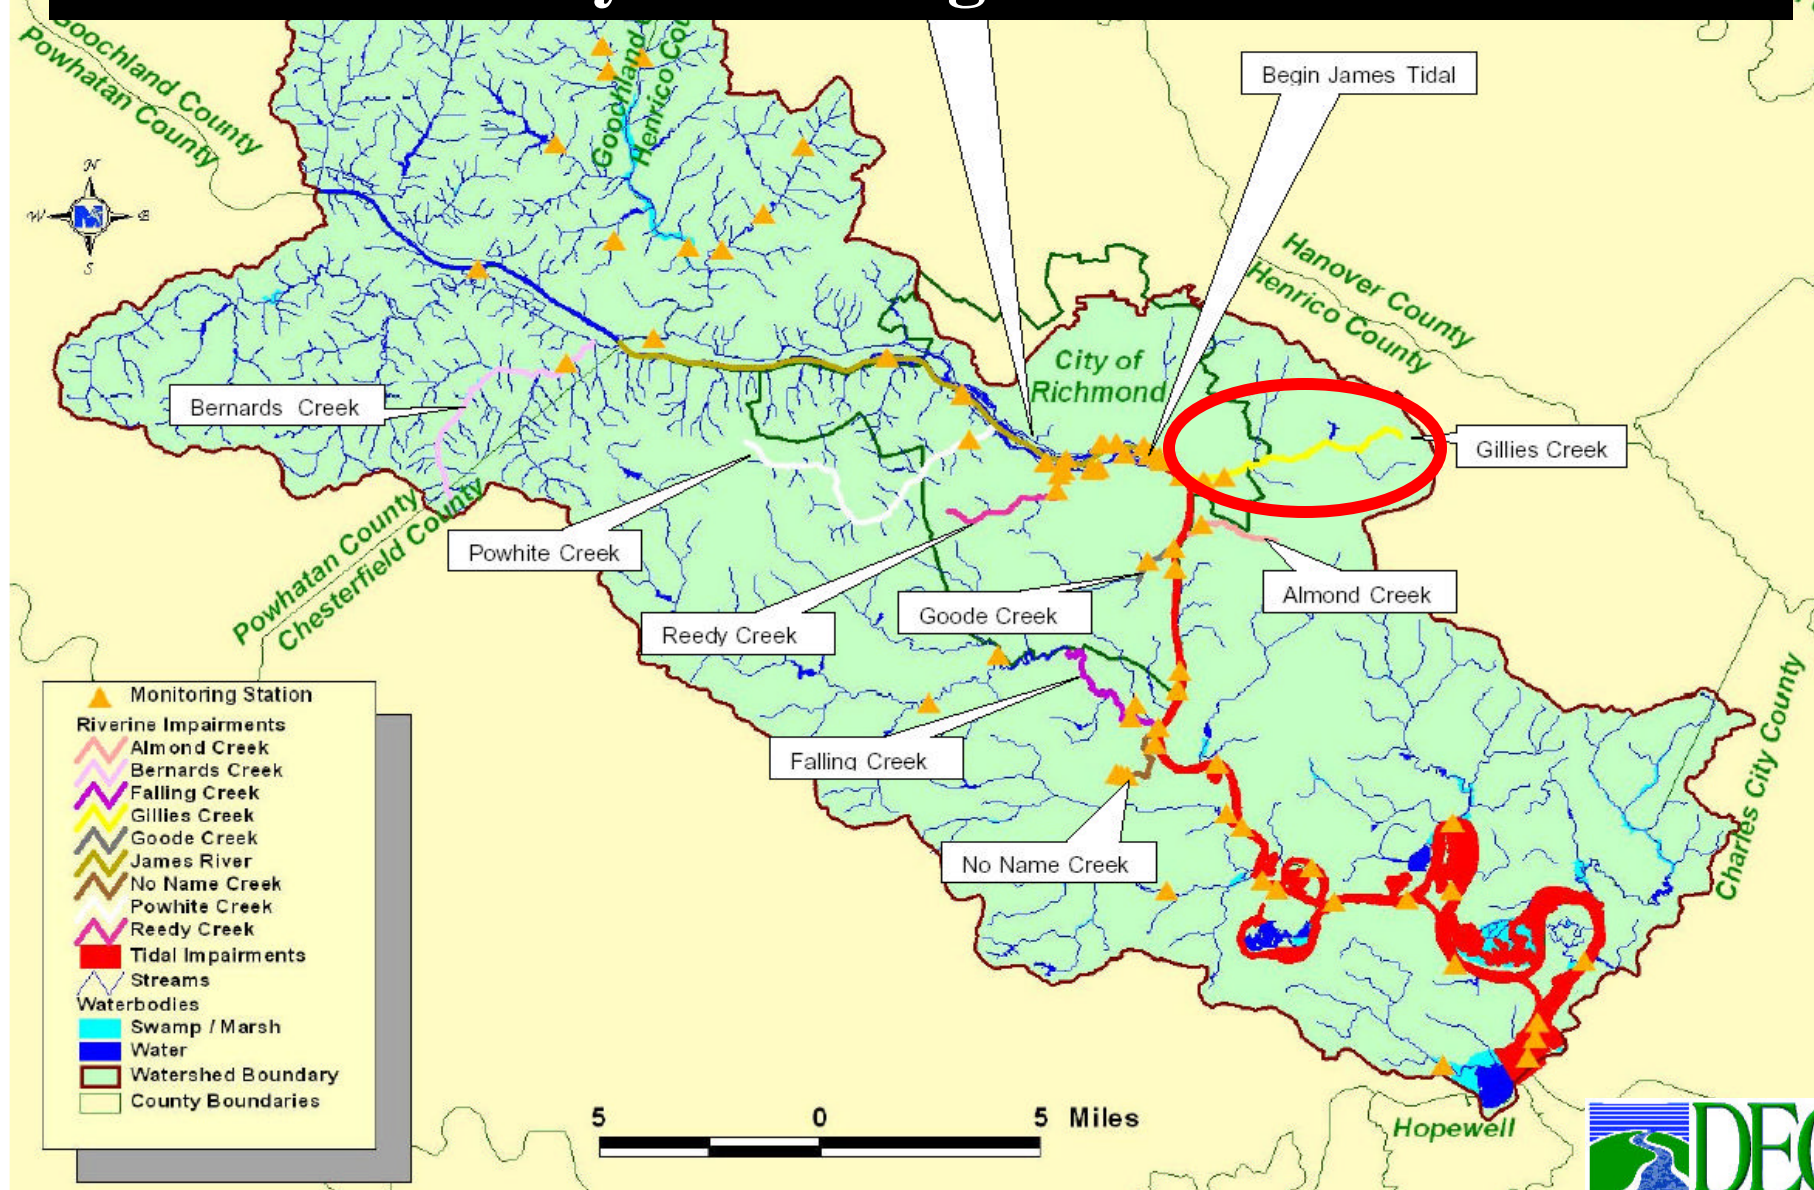 Begin James Tidal
Goochland County
Powhatan County
Goochland
Henrico Cou
N
W
E
S
Hanover County
Henrico County
City of
Richmond
Bernards Creek
Gillies Creek
Powhite Creek
Powhatan County
Chesterfield County
Almond Creek
Goode Creek
Reedy Creek
Falling Creek
No Name Creek
Charles City County
Monitoring Station
Riverine Impairments
Almond Creek
Bernards Creek
Falling Creek
Gillies Creek
Goode Creek
James River
No Name Creek
Powhite Creek
Reedy Creek
Tidal Impairments
Streams
Waterbodies
Swamp / Marsh
Water
Watershed Boundary
County Boundaries
5 0 5 Miles
Hopewell
DEQ